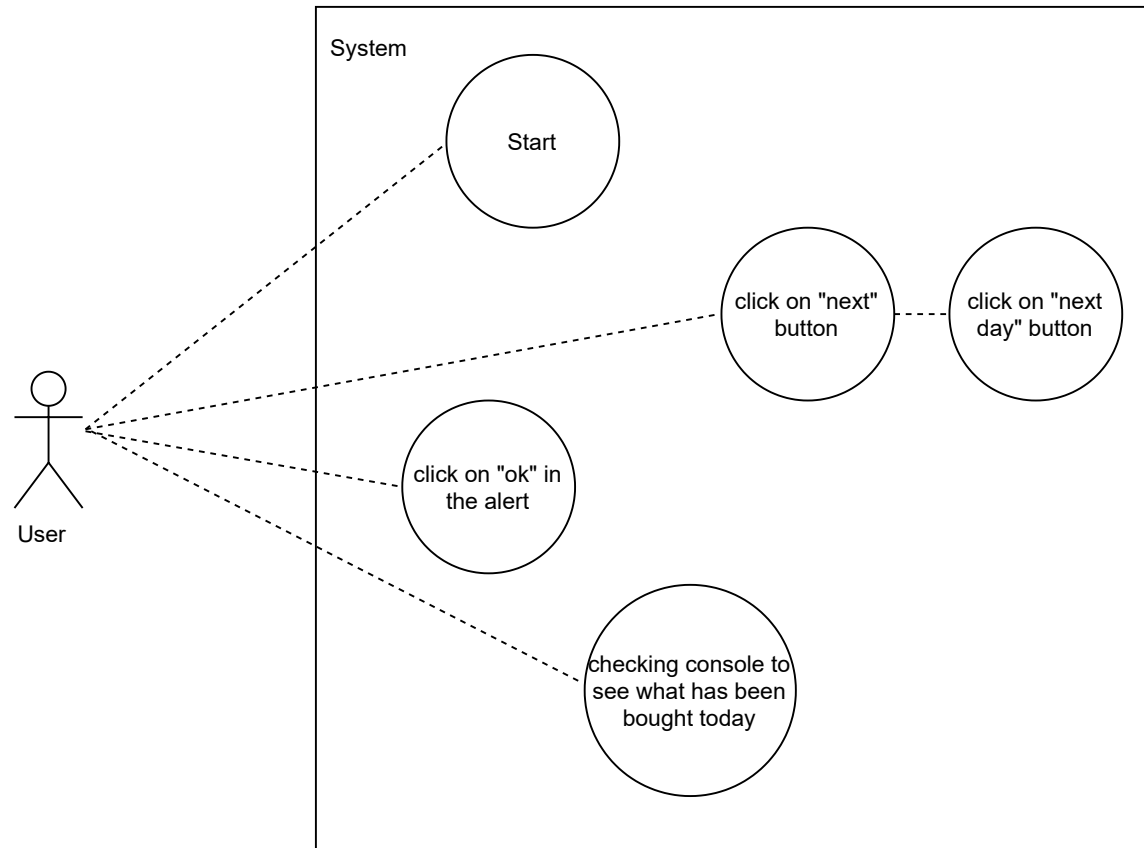 System
Start
click on "next"
button
click on "next
day" button
click on "ok" in
the alert
User
checking console to
see what has been
bought today